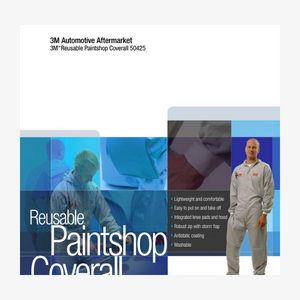 3M Automotive Aftermarket
3M™ Reusable Paintshop Coverall 50425
• Lightweight and comfortable
• Easy to put on and take off
• Integrated knee pads and hood
• Robust zip with storm flap
• Antistatic coating
• Washable
Reusable
Paintshop
Coverall